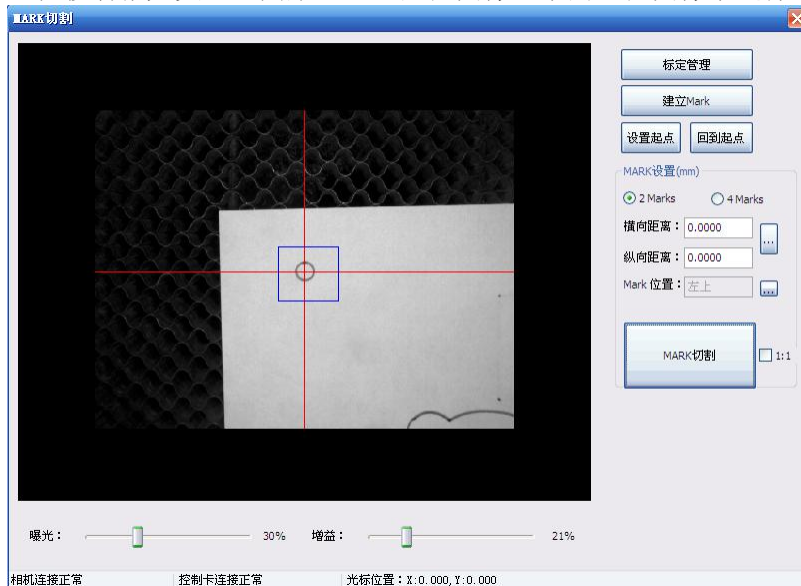 MARK切割
标定管理
建立Mark
设置起点 回到起点
MARK设置(mm)
2 Marks 4 Marks
横向距离：0.0000
...
纵向距离：0.0000
Mark 位置：左上 ...
MARK切割 1:1
曝光： 30% 增益： 21%
相机连接正常 控制卡连接正常 光标位置：X:0.000,Y:0.000